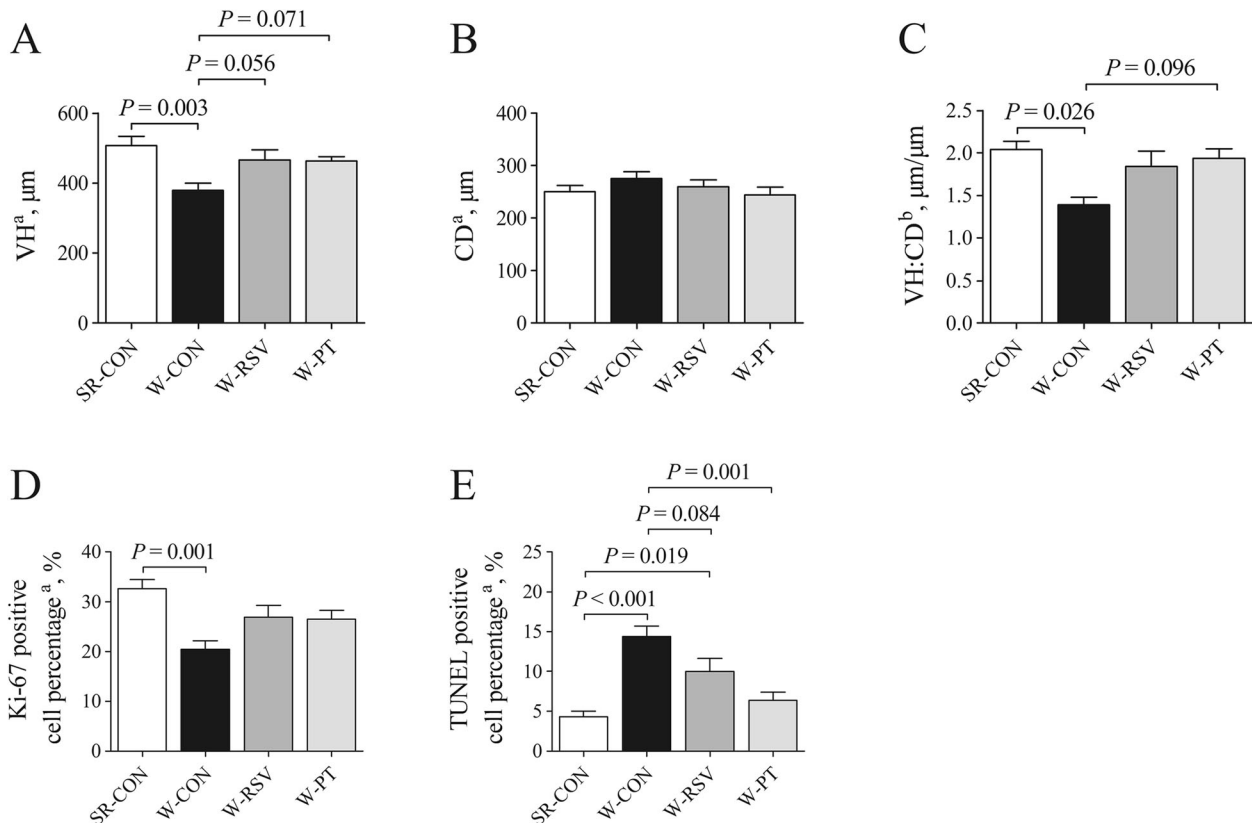 A
P = 0.071
P = 0.056
P = 0.003
VHᵃ, μm
600
400
200
0
SR-CON
W-CON
W-RSV
W-PT
B
CDᵃ, μm
400
300
200
100
0
SR-CON
W-CON
W-RSV
W-PT
C
P = 0.096
P = 0.026
VH:CDᵇ, μm/μm
2.5
2.0
1.5
1.0
0.5
0.0
SR-CON
W-CON
W-RSV
W-PT
D
P = 0.001
Ki-67 positive
cell percentage ᵃ, %
40
30
20
10
0
SR-CON
W-CON
W-RSV
W-PT
E
P = 0.001
P = 0.084
P = 0.019
P < 0.001
TUNEL positive
cell percentage ᵃ, %
25
20
15
10
5
0
SR-CON
W-CON
W-RSV
W-PT